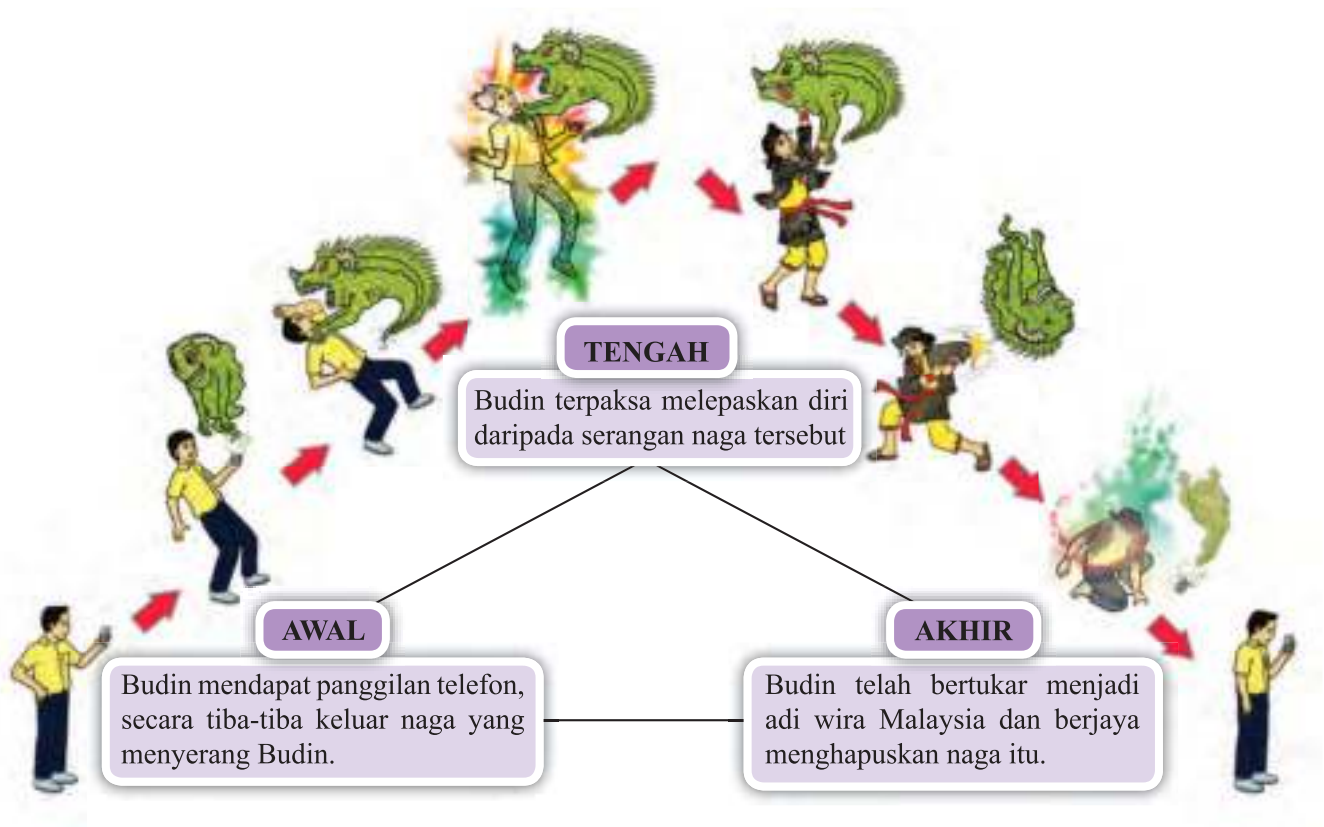 TENGAH
Budin terpaksa melepaskan diri
daripada serangan naga tersebut
AWAL
Budin mendapat panggilan telefon,
secara tiba-tiba keluar naga yang
menyerang Budin.
AKHIR
Budin telah bertukar menjadi
adi wira Malaysia dan berjaya
menghapuskan naga itu.